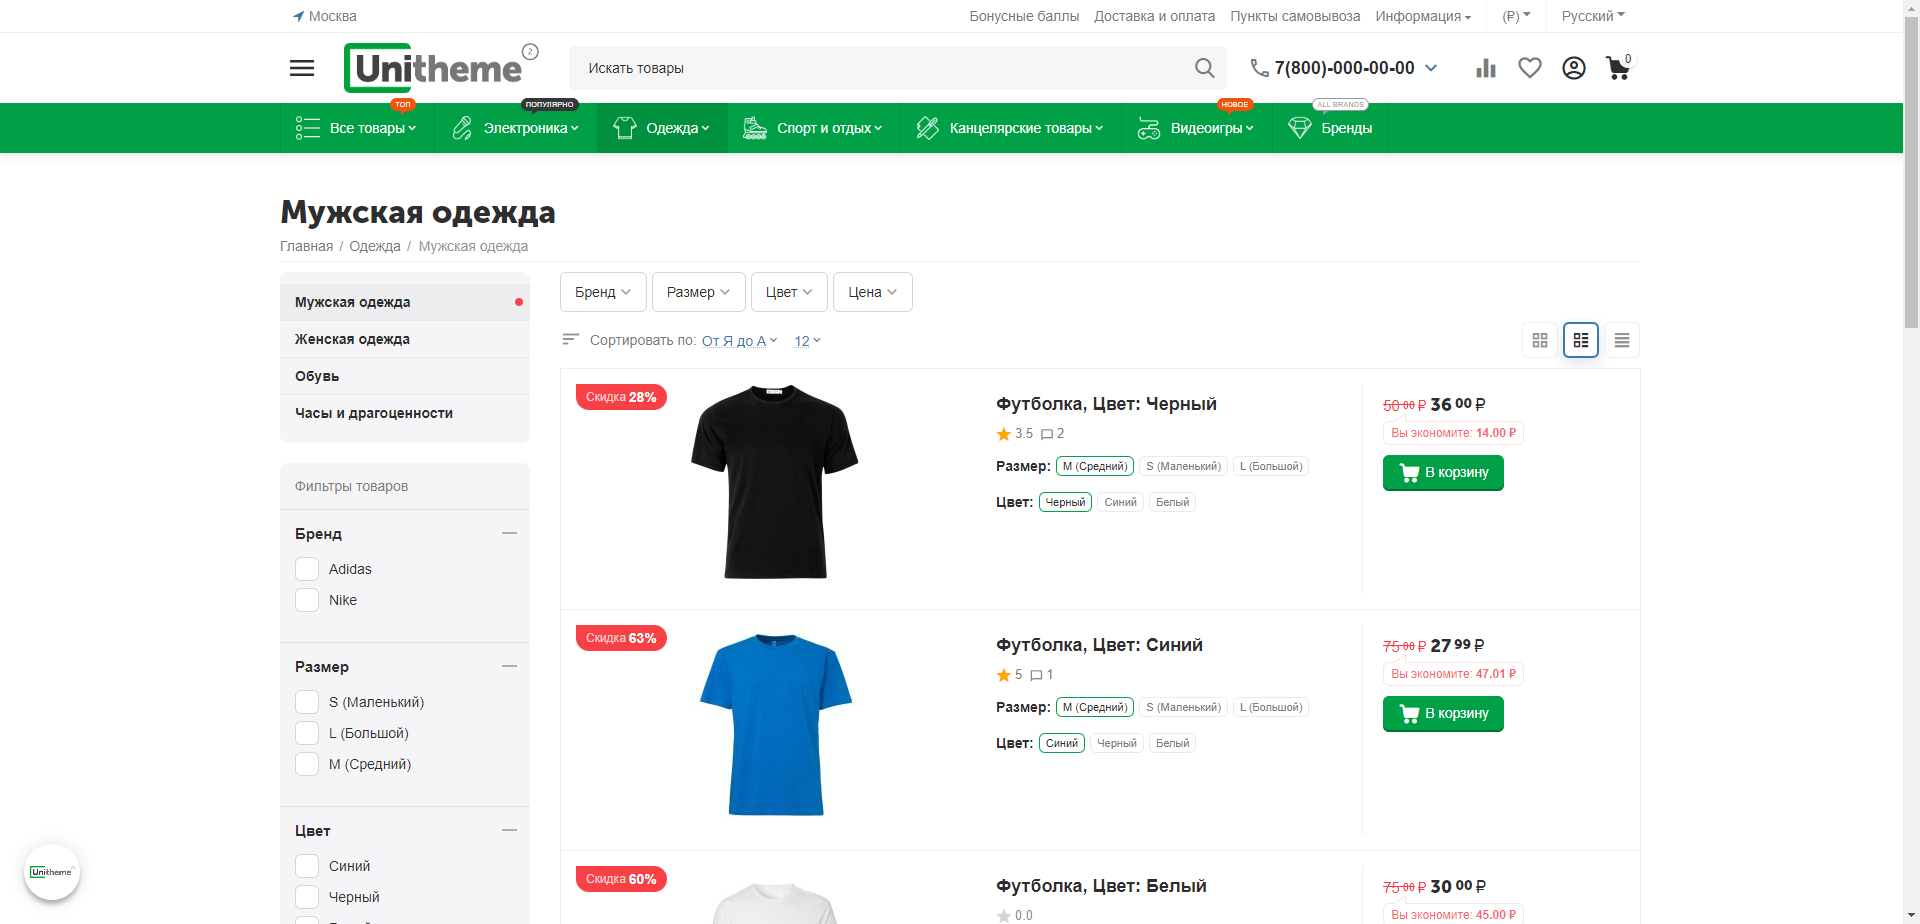 Москва
Бонусные баллы Доставка и оплата Пункты самовывоза Информация (₽) Русский
Unitheme 2
Искать товары
7(800)-000-00-00
0
ТОП
ПОПУЛЯРНО
НОВОЕ
ALL BRANDS
Все товары Электроника Одежда Спорт и отдых Канцелярские товары Видеоигры Бренды
Мужская одежда
Главная / Одежда / Мужская одежда
Мужская одежда
Женская одежда
Обувь
Часы и драгоценности
Фильтры товаров
Бренд
Adidas
Nike
Размер
S (Маленький)
L (Большой)
M (Средний)
Цвет
Синий
Черный
Бренд Размер Цвет Цена
Сортировать по: От Я до А 12
Скидка 28%
Футболка, Цвет: Черный
3.5 2
Размер: M (Средний) S (Маленький) L (Большой)
Цвет: Черный Синий Белый
50 00 ₽ 36 00 ₽
Вы экономите: 14.00 ₽
В корзину
Скидка 63%
Футболка, Цвет: Синий
5 1
Размер: M (Средний) S (Маленький) L (Большой)
Цвет: Синий Черный Белый
75 00 ₽ 27 99 ₽
Вы экономите: 47.01 ₽
В корзину
Скидка 60%
Футболка, Цвет: Белый
0.0
75 00 ₽ 30 00 ₽
Вы экономите: 45.00 ₽
Unitheme